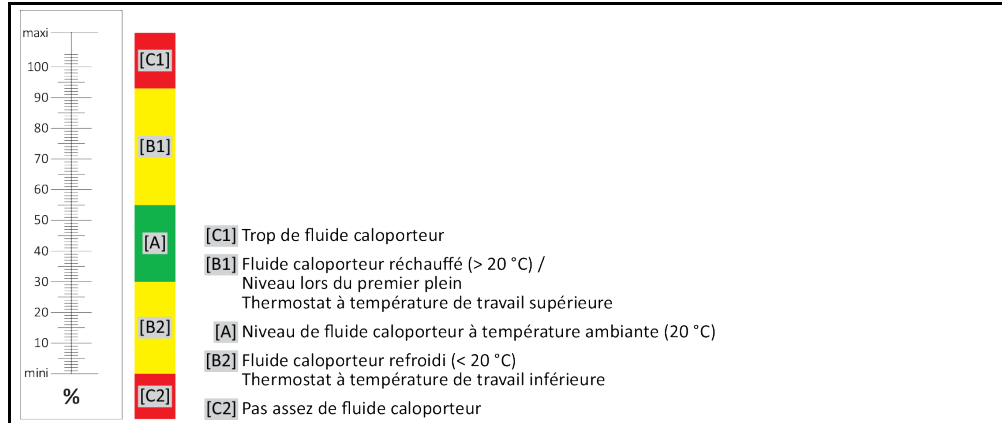 maxi
100
90
80
70
60
50
40
30
20
10
mini
%
[C1]
[B1]
[A]
[B2]
[C2]
[C1] Trop de fluide caloporteur
[B1] Fluide caloporteur réchauffé (> 20 °C) /
Niveau lors du premier plein
Thermostat à température de travail supérieure
[A] Niveau de fluide caloporteur à température ambiante (20 °C)
[B2] Fluide caloporteur refroidi (< 20 °C)
Thermostat à température de travail inférieure
[C2] Pas assez de fluide caloporteur